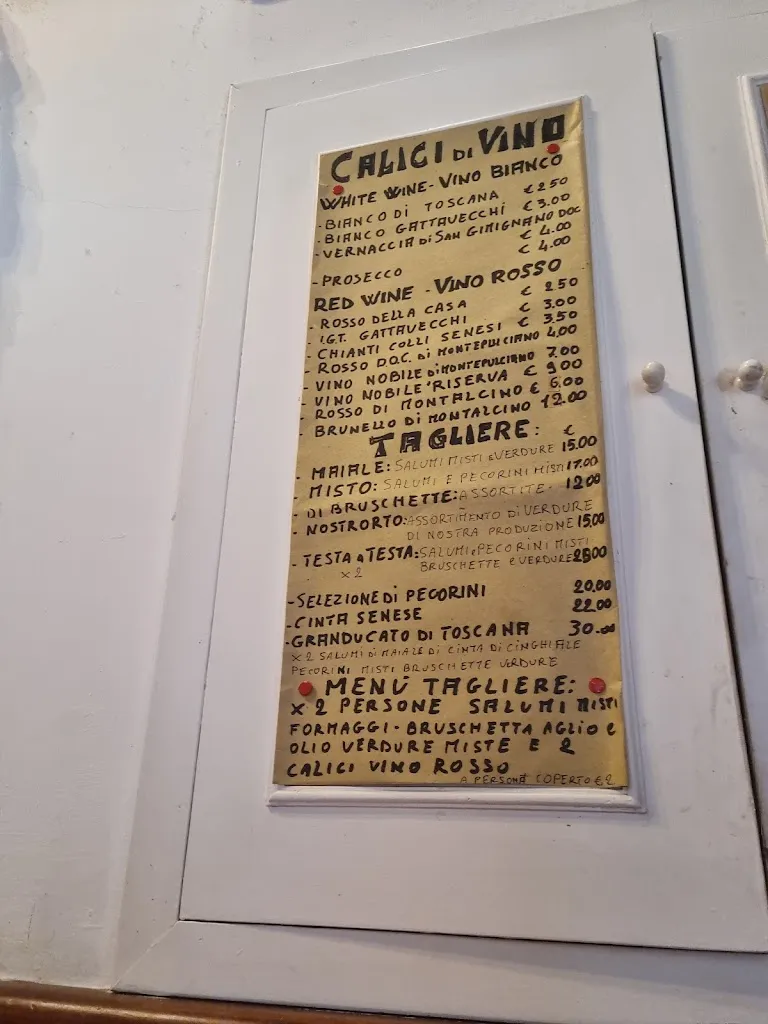 CALICI DI VINO
WHITE WINE - VINO BIANCO
- BIANCO DI TOSCANA € 2.50
- BIANCO GATTAVECCHI € 3.00
- VERNACCIA DI SAN GIMIGNANO DOC € 4.00
- PROSECCO € 4.00
RED WINE - VINO ROSSO
- ROSSO DELLA CASA € 2.50
- I.G.T. GATTAVECCHI € 3.00
- CHIANTI COLLI SENESI € 3.50
- ROSSO D.O.C. DI MONTEPULCIANO 4,00
- VINO NOBILE DI MONTEPULCIANO 7.00
- VINO NOBILE RISERVA € 9.00
- ROSSO DI MONTALCINO € 6.00
- BRUNELLO DI MONTALCINO 12.00
TAGLIERE: €
- MAIALE: SALUMI MISTI e VERDURE 15.00
- MISTO: SALUMI E PECORINI MISTI 17.00
- DI BRUSCHETTE: ASSORTITE - 12.00
- NOSTRORTO: ASSORTIMENTO DI VERDURE
DI NOSTRA PRODUZIONE 15,00
- TESTA a TESTA: SALUMI e PECORINI MISTI
x 2 BRUSCHETTE e VERDURE
- SELEZIONE DI PECORINI 20.00
- CINTA SENESE 22.00
- GRANDUCATO DI TOSCANA 30.00
x 2 SALUMI DI MAIALE DI CINTA DI CINGHIALE
PECORINI MISTI BRUSCHETTE VERDURE
MENÙ TAGLIERE:
x 2 PERSONE SALUMI MISTI
FORMAGGI - BRUSCHETTA AGLIO e
OLIO VERDURE MISTE E 2
CALICI VINO ROSSO
A PERSONA COPERTO € 2